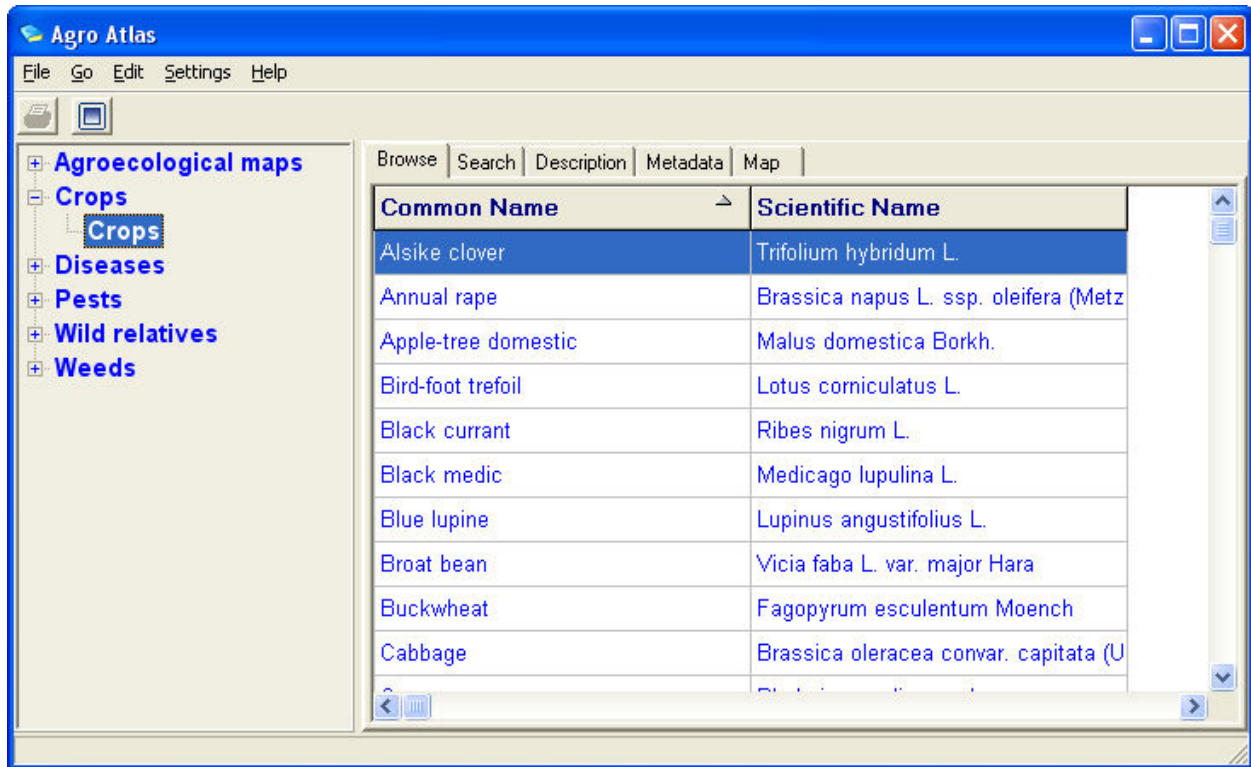 Agro Atlas
File Go Edit Settings Help
Agroecological maps
Crops
Crops
Diseases
Pests
Wild relatives
Weeds
Browse Search Description Metadata Map
Common Name Scientific Name
Alsike clover Trifolium hybridum L.
Annual rape Brassica napus L. ssp. oleifera (Metz
Apple-tree domestic Malus domestica Borkh.
Bird-foot trefoil Lotus corniculatus L.
Black currant Ribes nigrum L.
Black medic Medicago lupulina L.
Blue lupine Lupinus angustifolius L.
Broat bean Vicia faba L. var. major Hara
Buckwheat Fagopyrum esculentum Moench
Cabbage Brassica oleracea convar. capitata (U